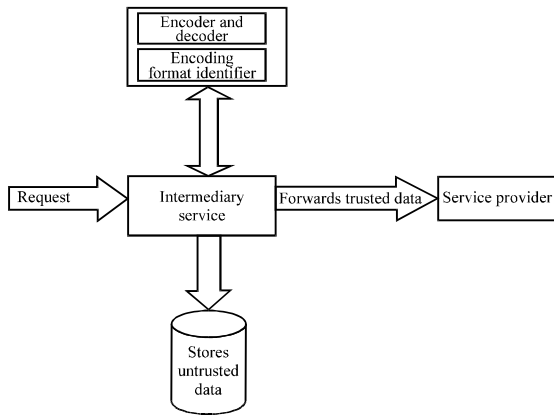 Encoder and
decoder
Encoding
format identifier
Request
Intermediary
service
Forwards trusted data
Service provider
Stores
untrusted
data